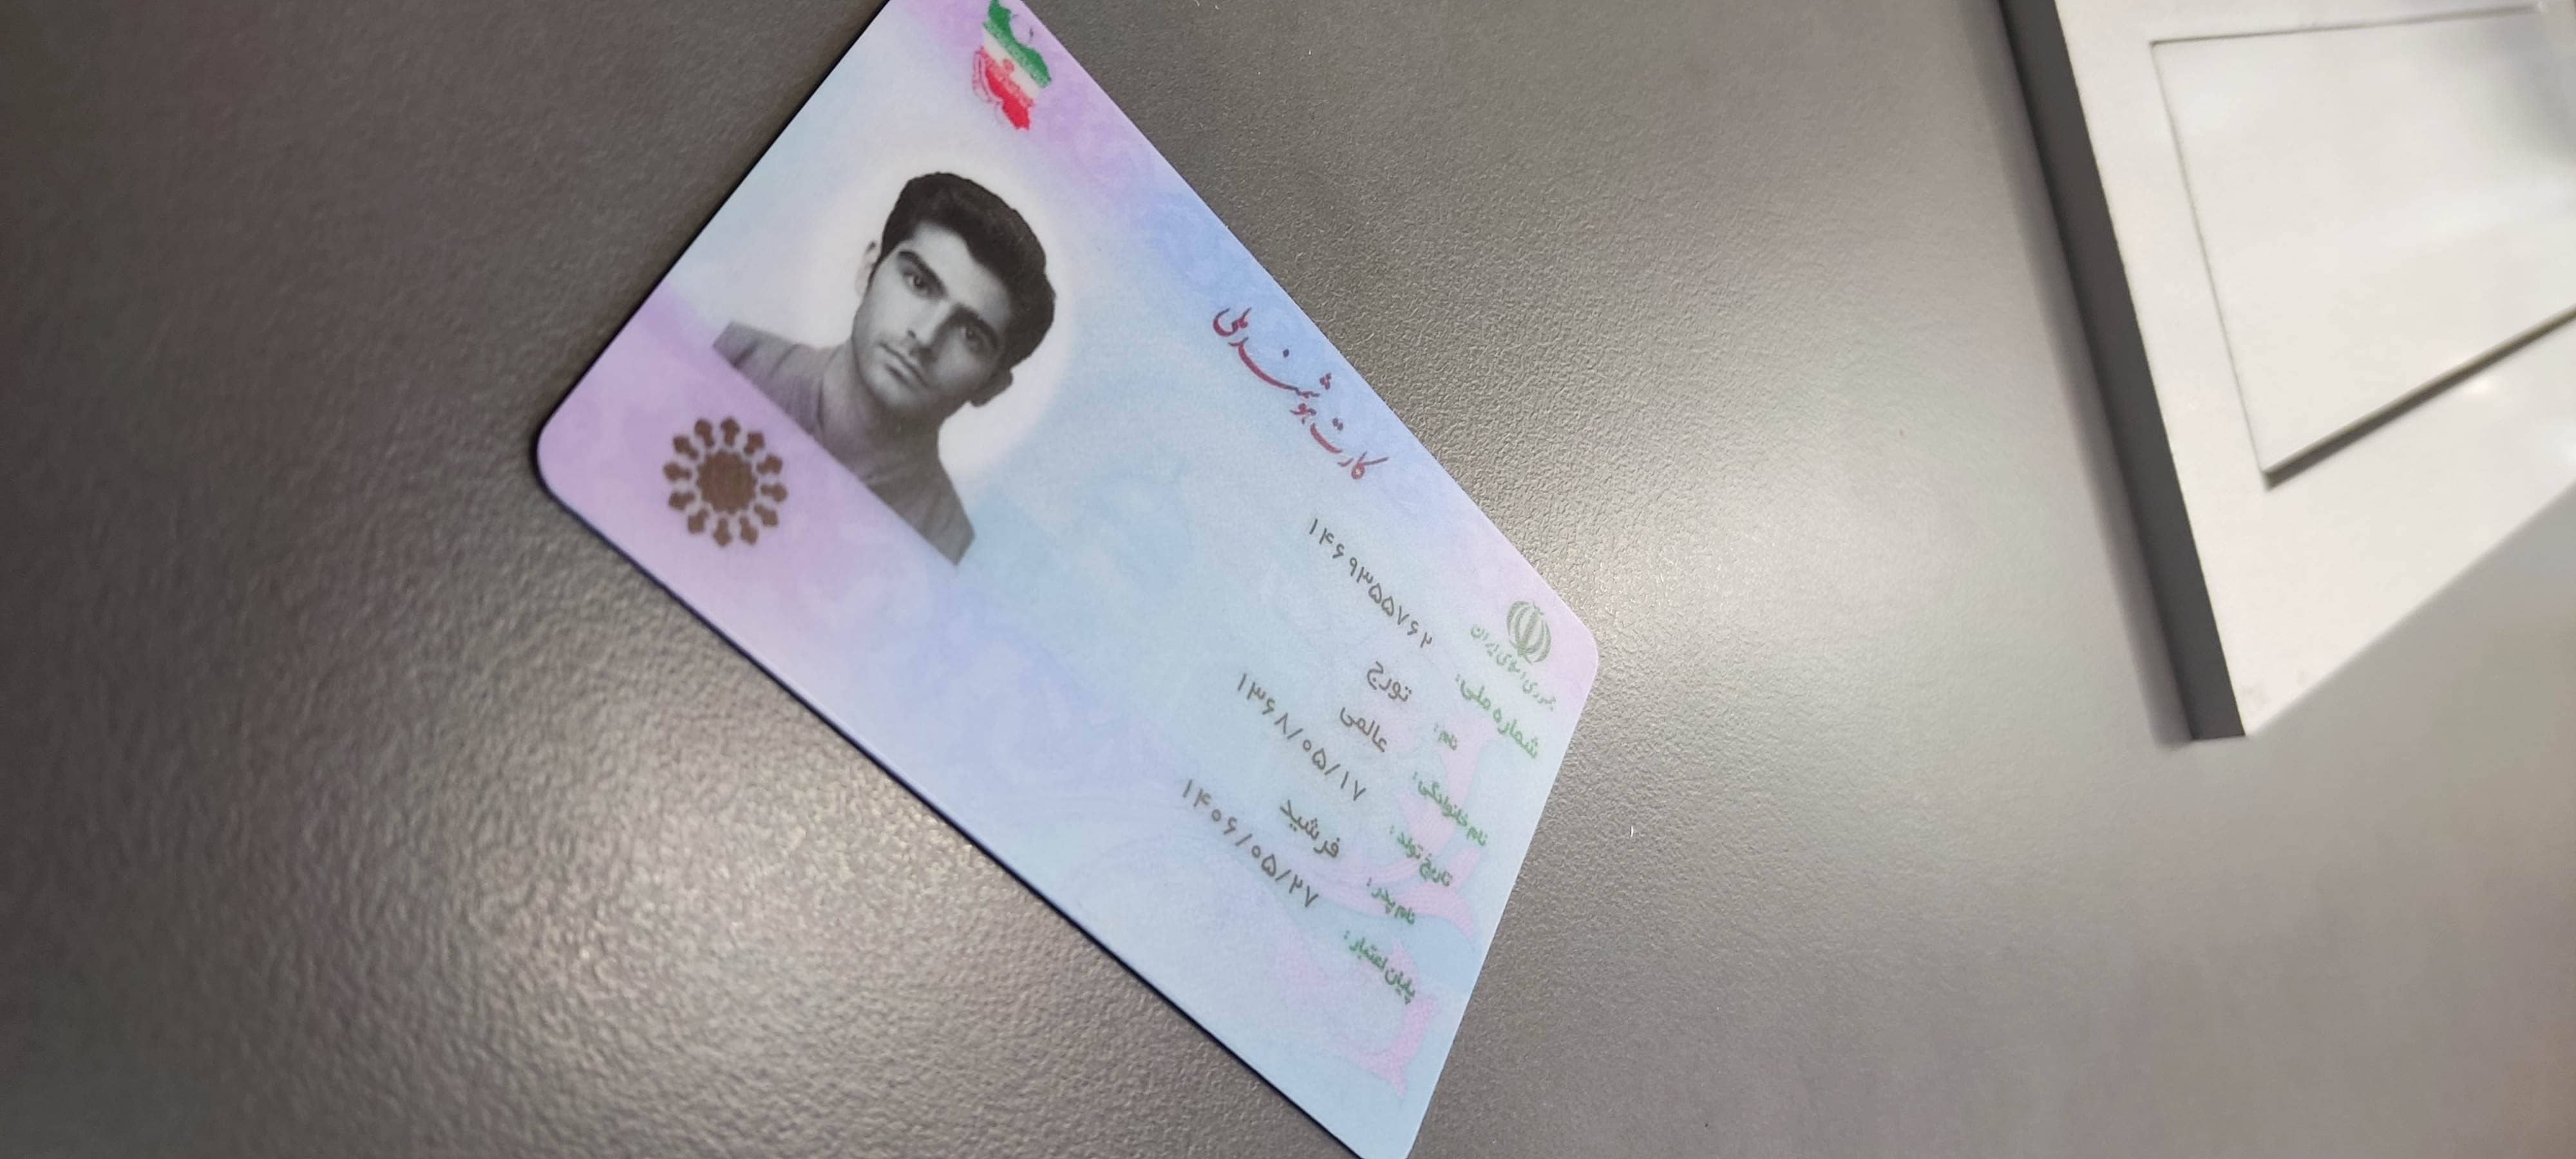 کارت هوشمند ملی
جمهوری اسلامی ایران
شماره ملی: ۱۴۶۹۳۵۵۷۶۲
نام: تورج
نام خانوادگی: عالمی
تاریخ تولد: ۱۳۶۸/۰۵/۱۷
نام پدر: فرشید
پایان اعتبار: ۱۴۰۶/۰۵/۲۷